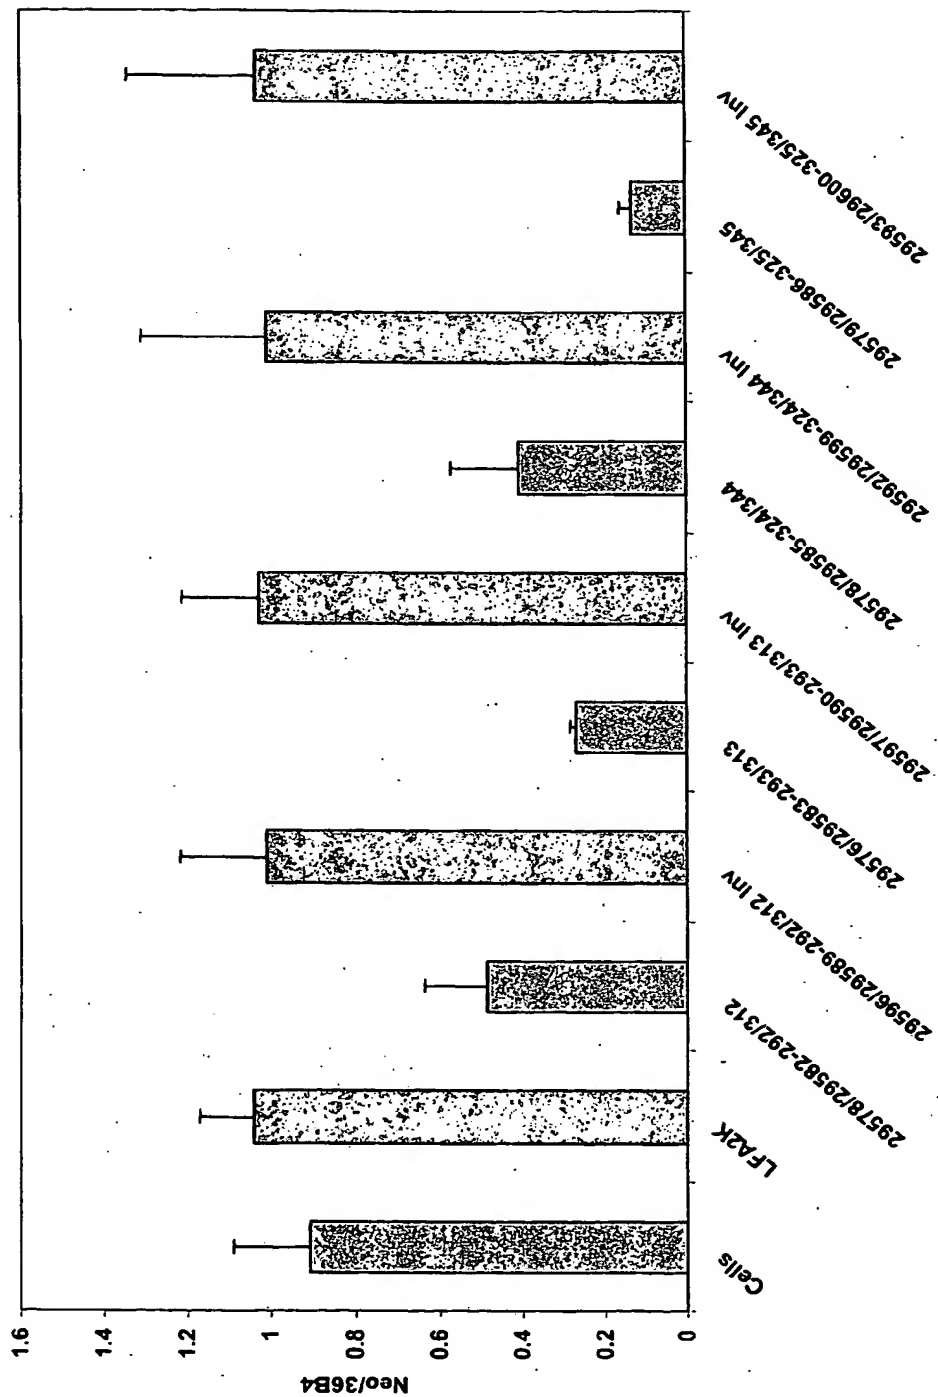 Neo/36B4
1.6
1.4
1.2
1
0.8
0.6
0.4
0.2
0
Cells
LFA2K
29578/29582-292/312
29596/29589-292/312 Inv
29576/29583-293/313
29597/29590-293/313 Inv
29578/29585-324/344
29592/29599-324/344 Inv
29579/29586-325/345
29593/29600-325/345 Inv